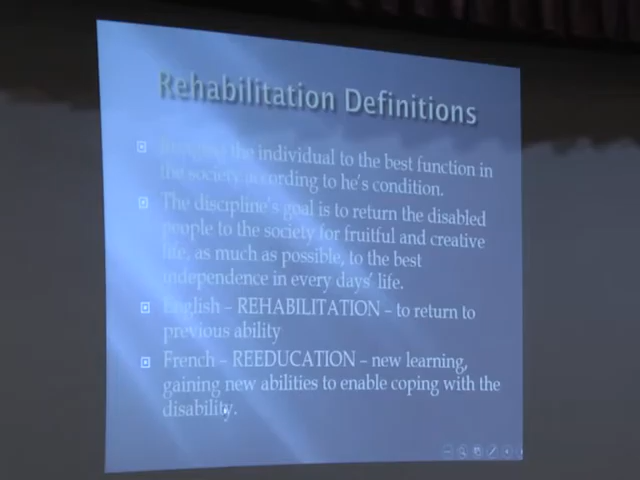 Rehabilitation Definitions
the individual to the best function in
the society according to he's condition.
The discipline's goal is to return the disabled
people to the society for fruitful and creative
life, as much as possible, to the best
independence in every days' life.
English – REHABILITATION – to return to
previous ability
French – REEDUCATION – new learning,
gaining new abilities to enable coping with the
disability.